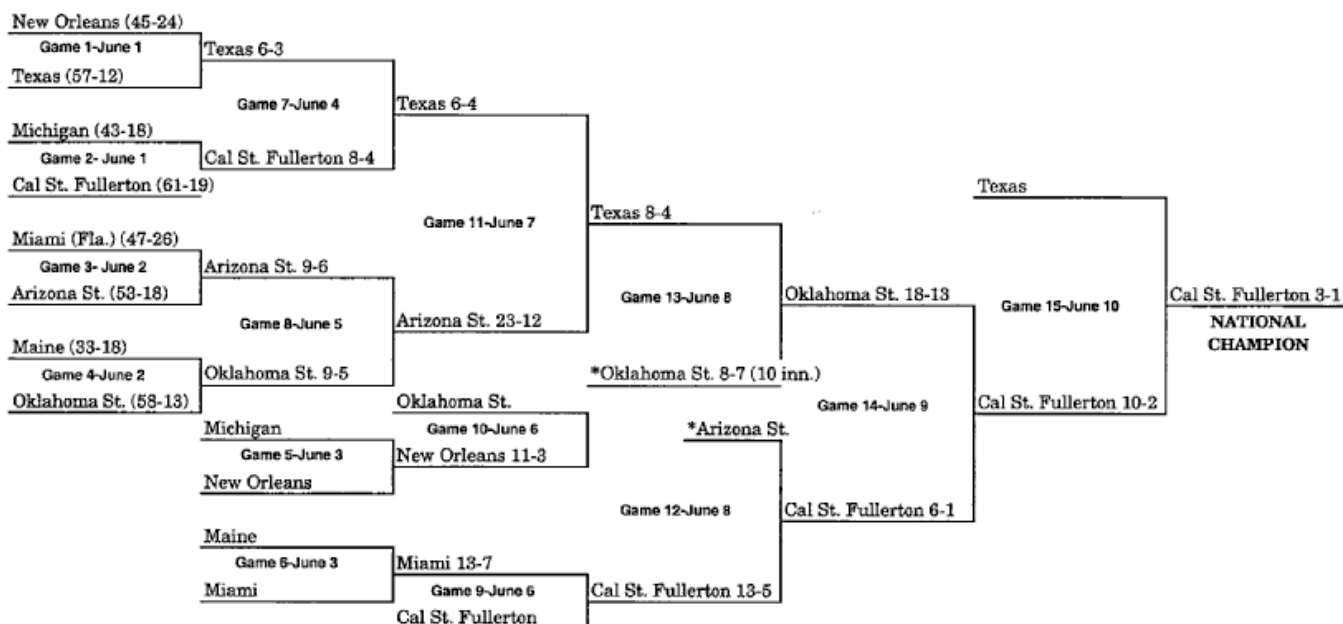 New Orleans (45-24)
Game 1-June 1
Texas 6-3
Texas (57-12)
Game 7-June 4
Texas 6-4
Michigan (43-18)
Game 2- June 1
Cal St. Fullerton 8-4
Cal St. Fullerton (61-19)
Texas
Game 11-June 7
Texas 8-4
Miami (Fla.) (47-26)
Game 3- June 2
Arizona St. 9-6
Arizona St. (53-18)
Game 13-June 8
Oklahoma St. 18-13
Game 15-June 10
Cal St. Fullerton 3-1
NATIONAL
CHAMPION
Game 8-June 5
Arizona St. 23-12
Maine (33-18)
Game 4-June 2
Oklahoma St. 9-5
*Oklahoma St. 8-7 (10 inn.)
Oklahoma St. (58-13)
Oklahoma St.
Game 14-June 9
Cal St. Fullerton 10-2
Michigan
Game 10-June 6
*Arizona St.
Game 5-June 3
New Orleans 11-3
New Orleans
Game 12-June 8
Cal St. Fullerton 6-1
Maine
Game 6-June 3
Miami 13-7
Miami
Game 9-June 6
Cal St. Fullerton 13-5
Cal St. Fullerton